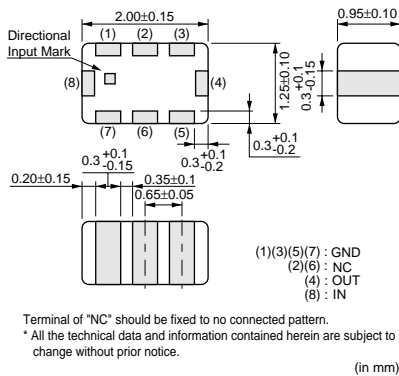 2.00±0.15
0.95±0.10
Directional
Input Mark
(1)
(2)
(3)
(8)
(4)
(7)
(6)
(5)
1.25±0.10
0.3+0.1-0.15
0.3+0.1-0.2
0.3+0.1-0.2
0.3+0.1-0.15
0.20±0.15
0.35±0.1
0.65±0.05
(1)(3)(5)(7) : GND
(2)(6) : NC
(4) : OUT
(8) : IN
Terminal of "NC" should be fixed to no connected pattern.
* All the technical data and information contained herein are subject to
change without prior notice.
(in mm)